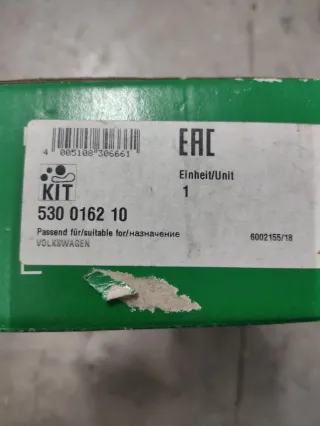 4 005108 306661
EAC
Einheit/Unit
KIT
1
530 0162 10
Passend für/suitable for/назначение
6002155/18
VOLKSWAGEN